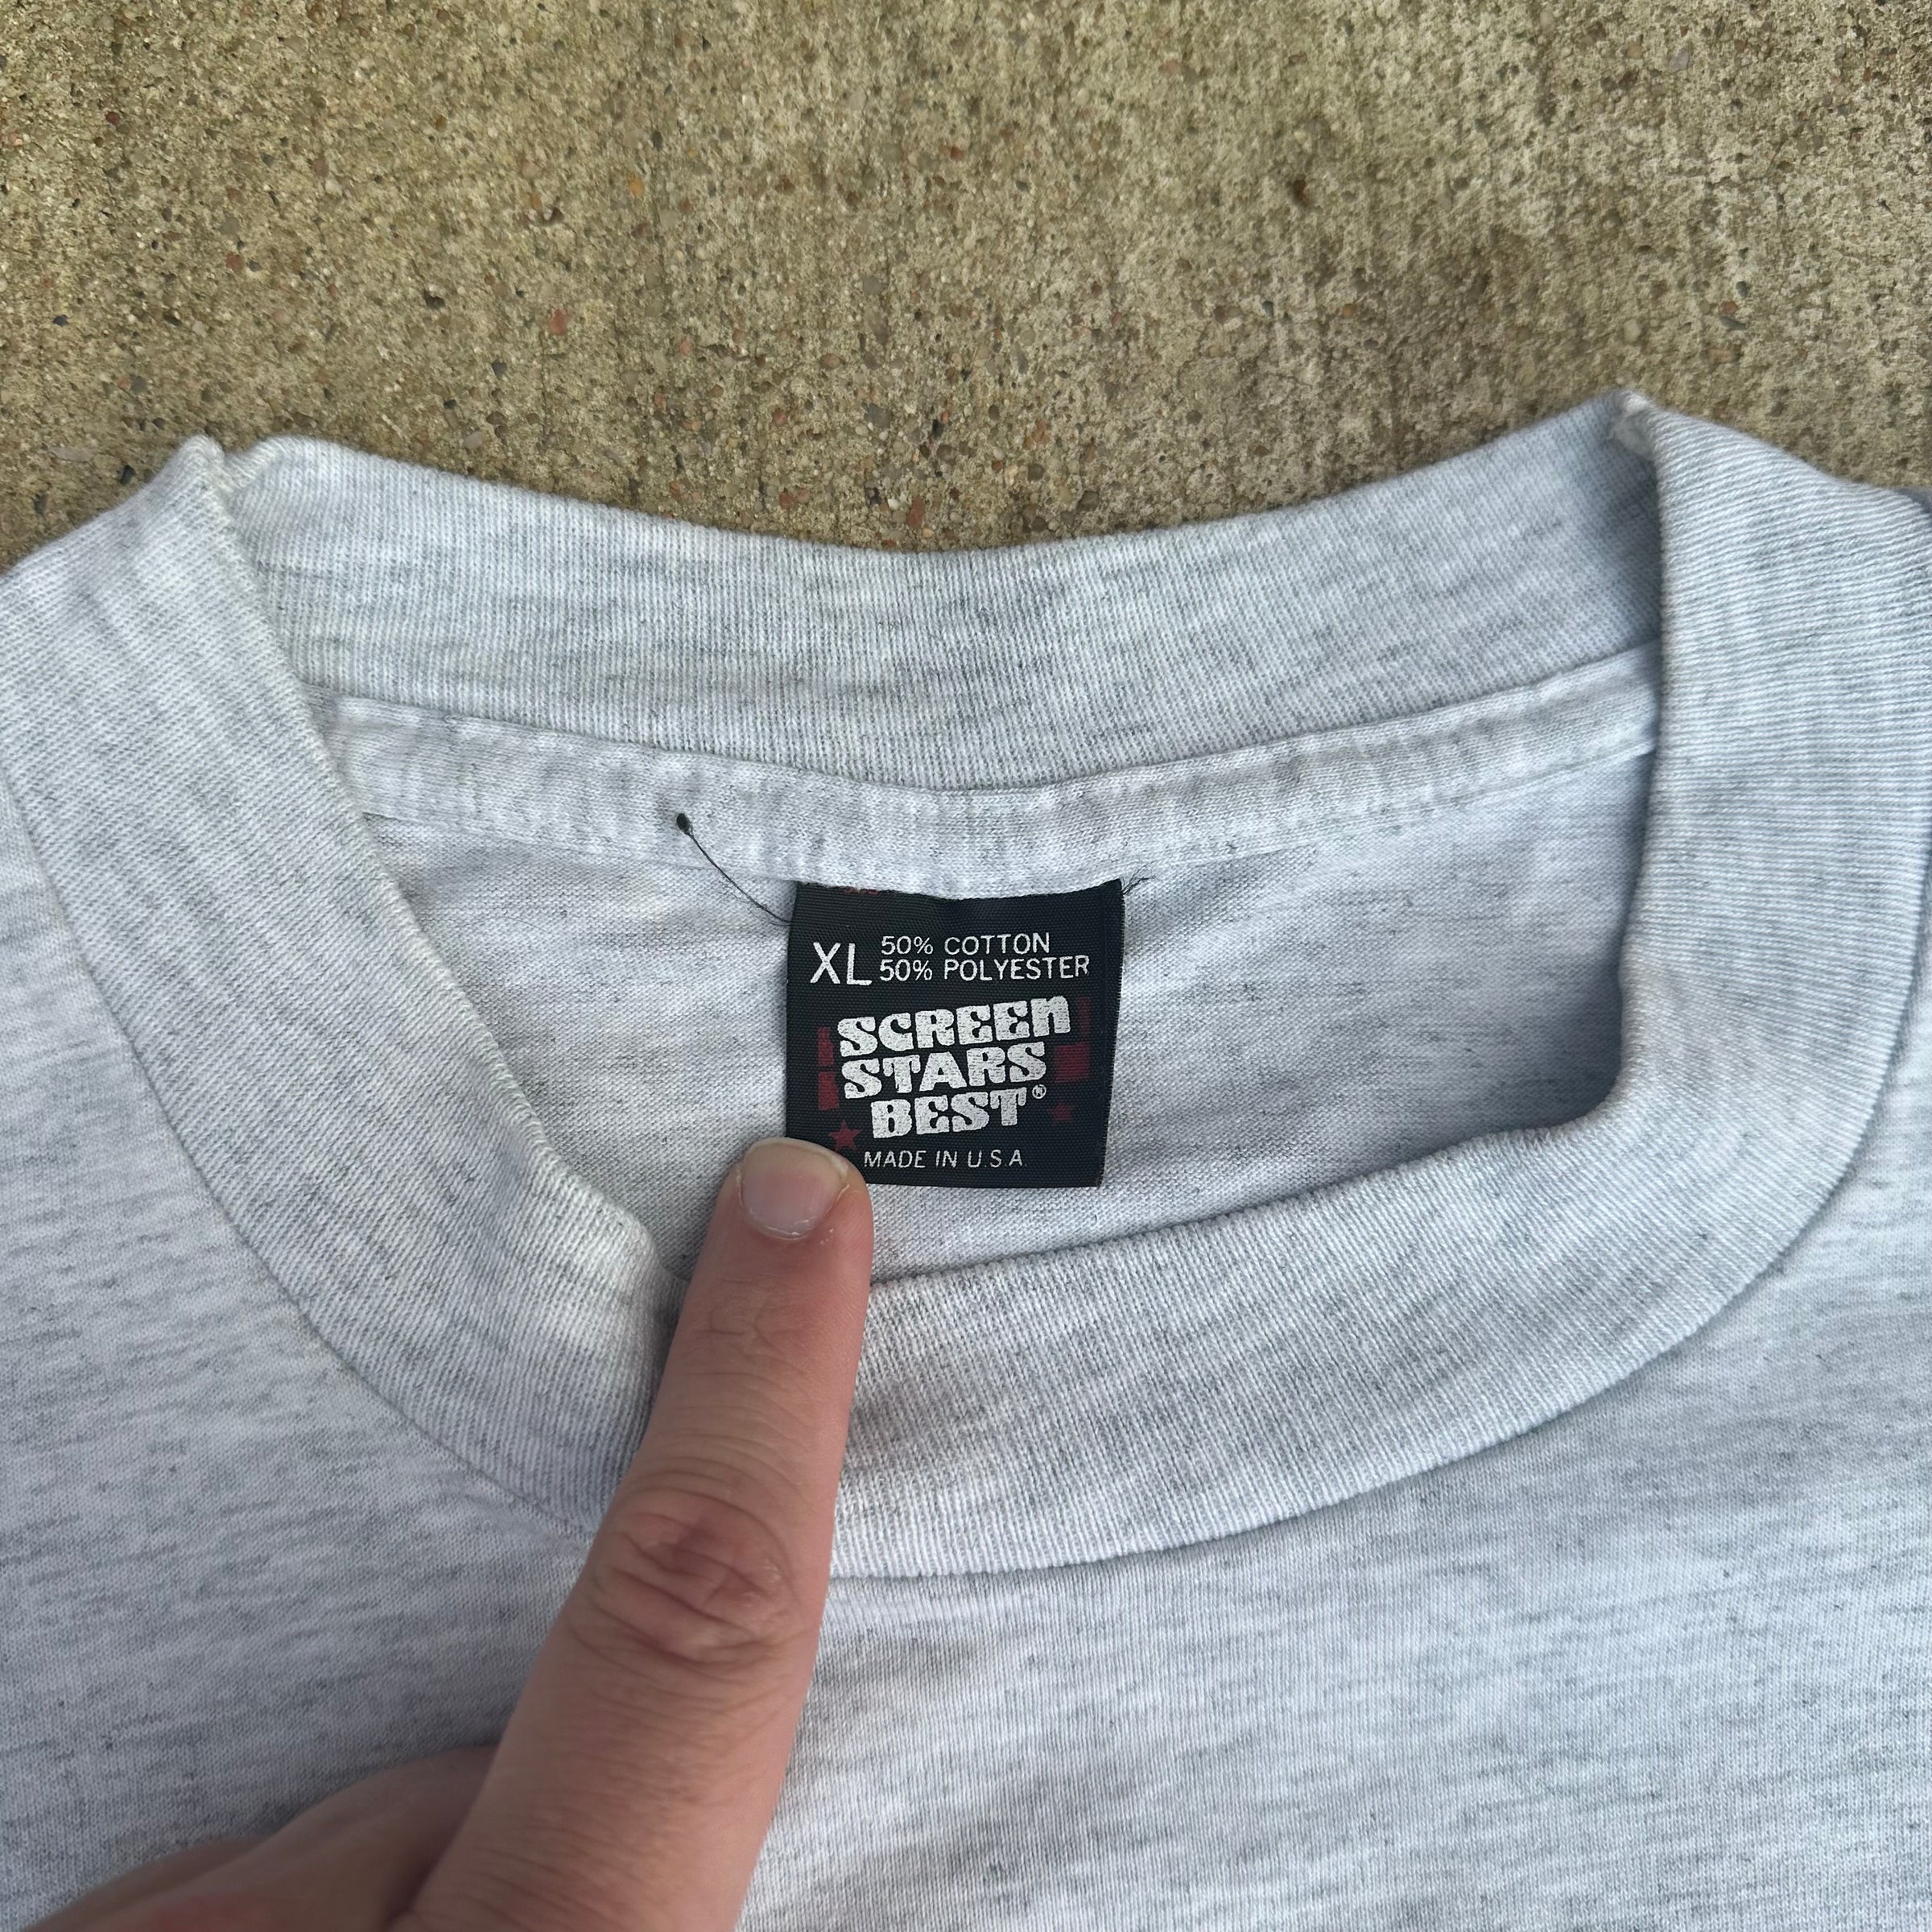 XL 50% COTTON
50% POLYESTER
SCREEN
STARS
BEST®
MADE IN U.S.A.